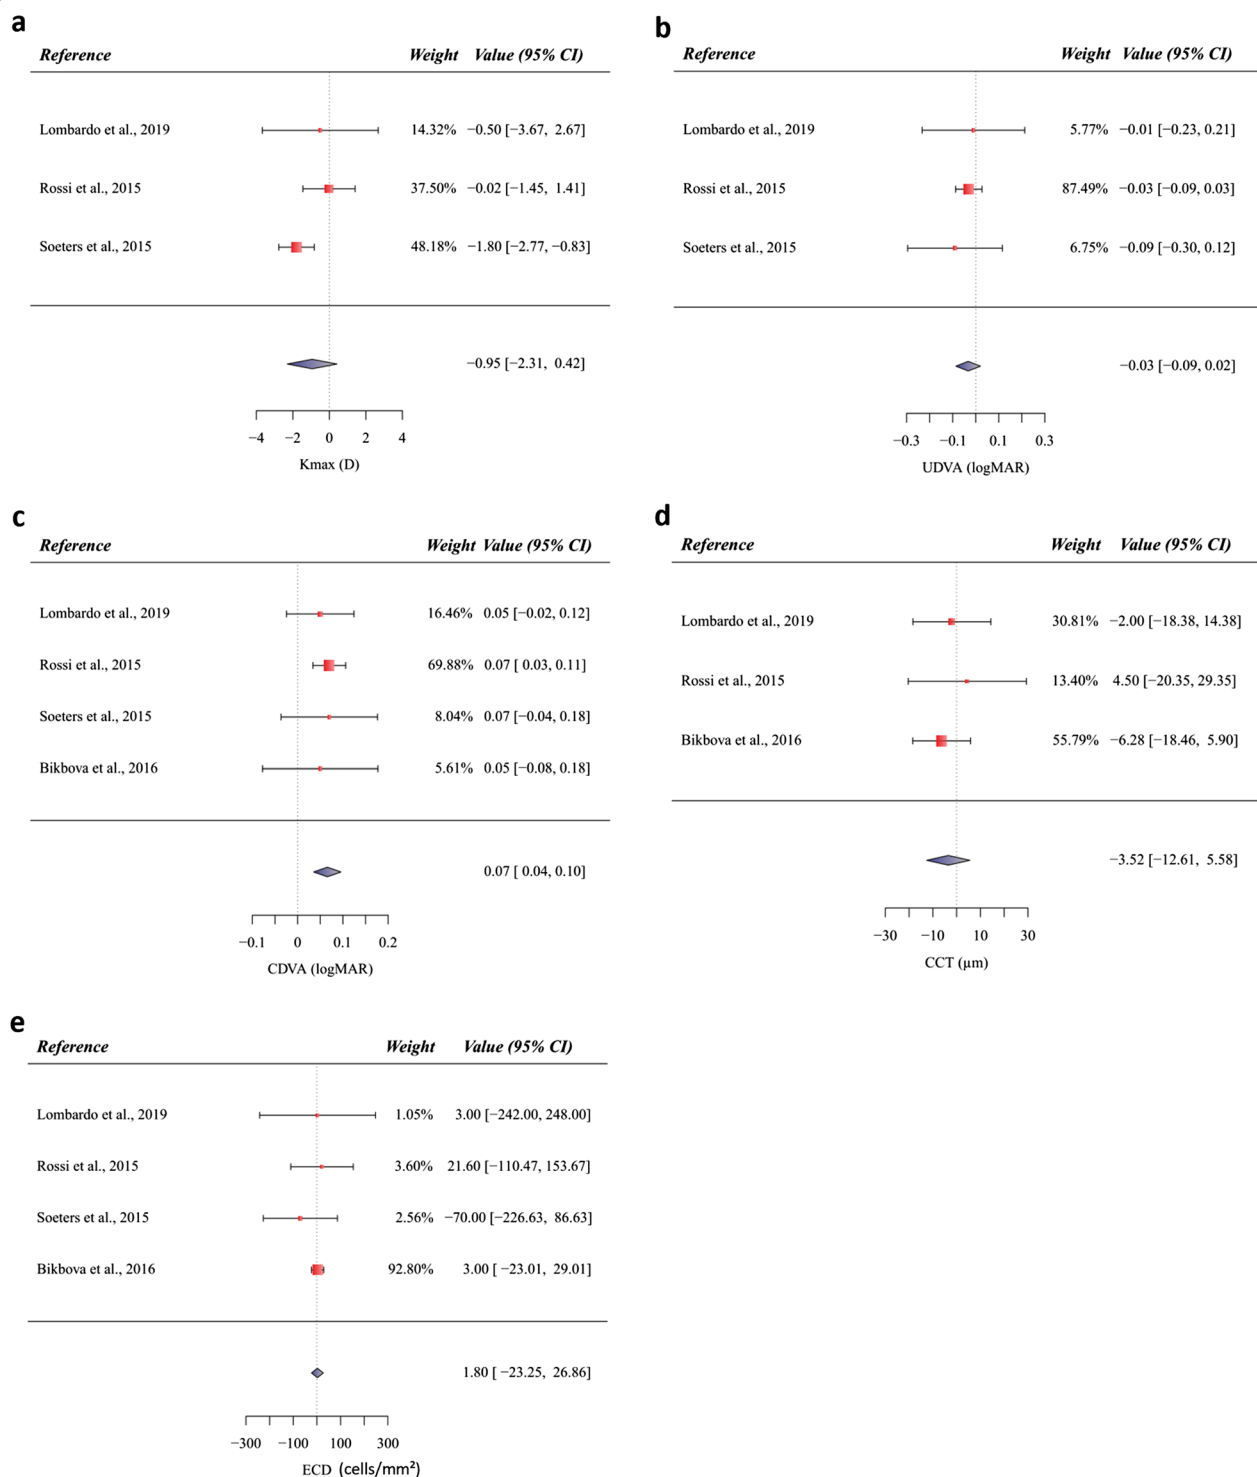 a
Reference Weight Value (95% CI)
Lombardo et al., 2019 14.32% −0.50 [−3.67, 2.67]
Rossi et al., 2015 37.50% −0.02 [−1.45, 1.41]
Soeters et al., 2015 48.18% −1.80 [−2.77, −0.83]
−0.95 [−2.31, 0.42]
−4 −2 0 2 4
Kmax (D)
b
Reference Weight Value (95% CI)
Lombardo et al., 2019 5.77% −0.01 [−0.23, 0.21]
Rossi et al., 2015 87.49% −0.03 [−0.09, 0.03]
Soeters et al., 2015 6.75% −0.09 [−0.30, 0.12]
−0.03 [−0.09, 0.02]
−0.3 −0.1 0.1 0.3
UDVA (logMAR)
c
Reference Weight Value (95% CI)
Lombardo et al., 2019 16.46% 0.05 [−0.02, 0.12]
Rossi et al., 2015 69.88% 0.07 [ 0.03, 0.11]
Soeters et al., 2015 8.04% 0.07 [−0.04, 0.18]
Bikbova et al., 2016 5.61% 0.05 [−0.08, 0.18]
0.07 [ 0.04, 0.10]
−0.1 0 0.1 0.2
CDVA (logMAR)
d
Reference Weight Value (95% CI)
Lombardo et al., 2019 30.81% −2.00 [−18.38, 14.38]
Rossi et al., 2015 13.40% 4.50 [−20.35, 29.35]
Bikbova et al., 2016 55.79% −6.28 [−18.46, 5.90]
−3.52 [−12.61, 5.58]
−30 −10 10 30
CCT (µm)
e
Reference Weight Value (95% CI)
Lombardo et al., 2019 1.05% 3.00 [−242.00, 248.00]
Rossi et al., 2015 3.60% 21.60 [−110.47, 153.67]
Soeters et al., 2015 2.56% −70.00 [−226.63, 86.63]
Bikbova et al., 2016 92.80% 3.00 [ −23.01, 29.01]
1.80 [ −23.25, 26.86]
−300 −100 100 300
ECD (cells/mm²)